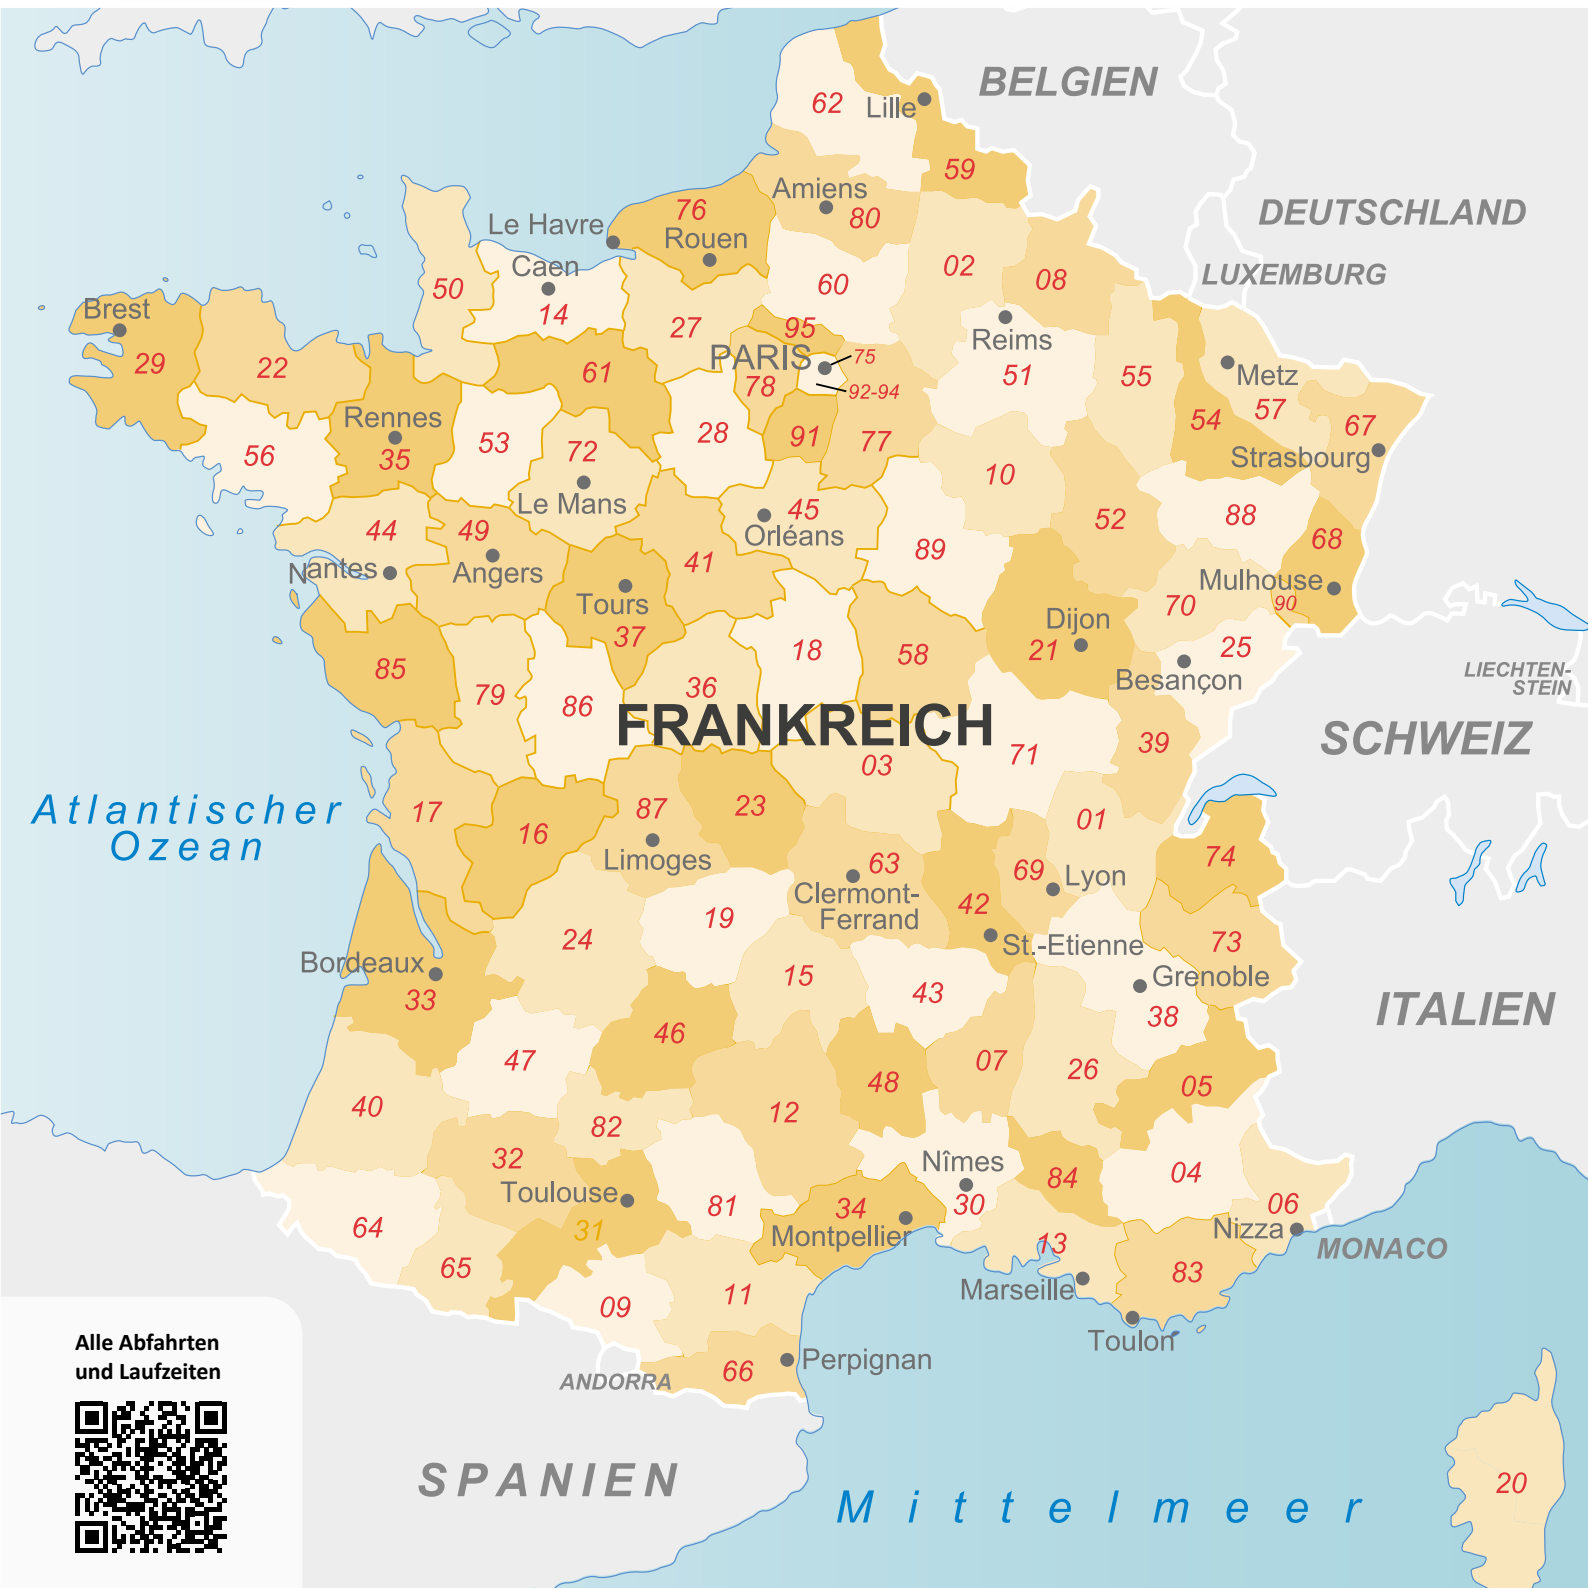 BELGIEN
62
Lille
59
Amiens
80
DEUTSCHLAND
76
Le Havre
Rouen
Caen
02
08
LUXEMBURG
50
60
14
27
95
Brest
Reims
PARIS
75
29
22
61
78
92-94
51
55
Metz
57
54
67
Rennes
35
53
28
91
77
Strasbourg
56
72
Le Mans
10
45
Orléans
52
88
68
44
49
Angers
Nantes
41
89
Mulhouse
90
70
Tours
37
Dijon
21
18
58
25
Besançon
LIECHTEN-
STEIN
85
79
86
36
FRANKREICH
71
39
SCHWEIZ
03
Atlantischer
Ozean
17
16
87
Limoges
23
01
74
63
Clermont-
Ferrand
69
Lyon
42
St.-Etienne
19
24
73
Bordeaux
33
15
43
Grenoble
38
ITALIEN
46
47
48
07
26
05
40
12
82
32
Nîmes
30
84
04
Toulouse
31
81
34
Montpellier
06
Nizza
MONACO
64
65
13
83
Marseille
09
11
Toulon
Alle Abfahrten
und Laufzeiten
66
Perpignan
ANDORRA
SPANIEN
Mittelmeer
20